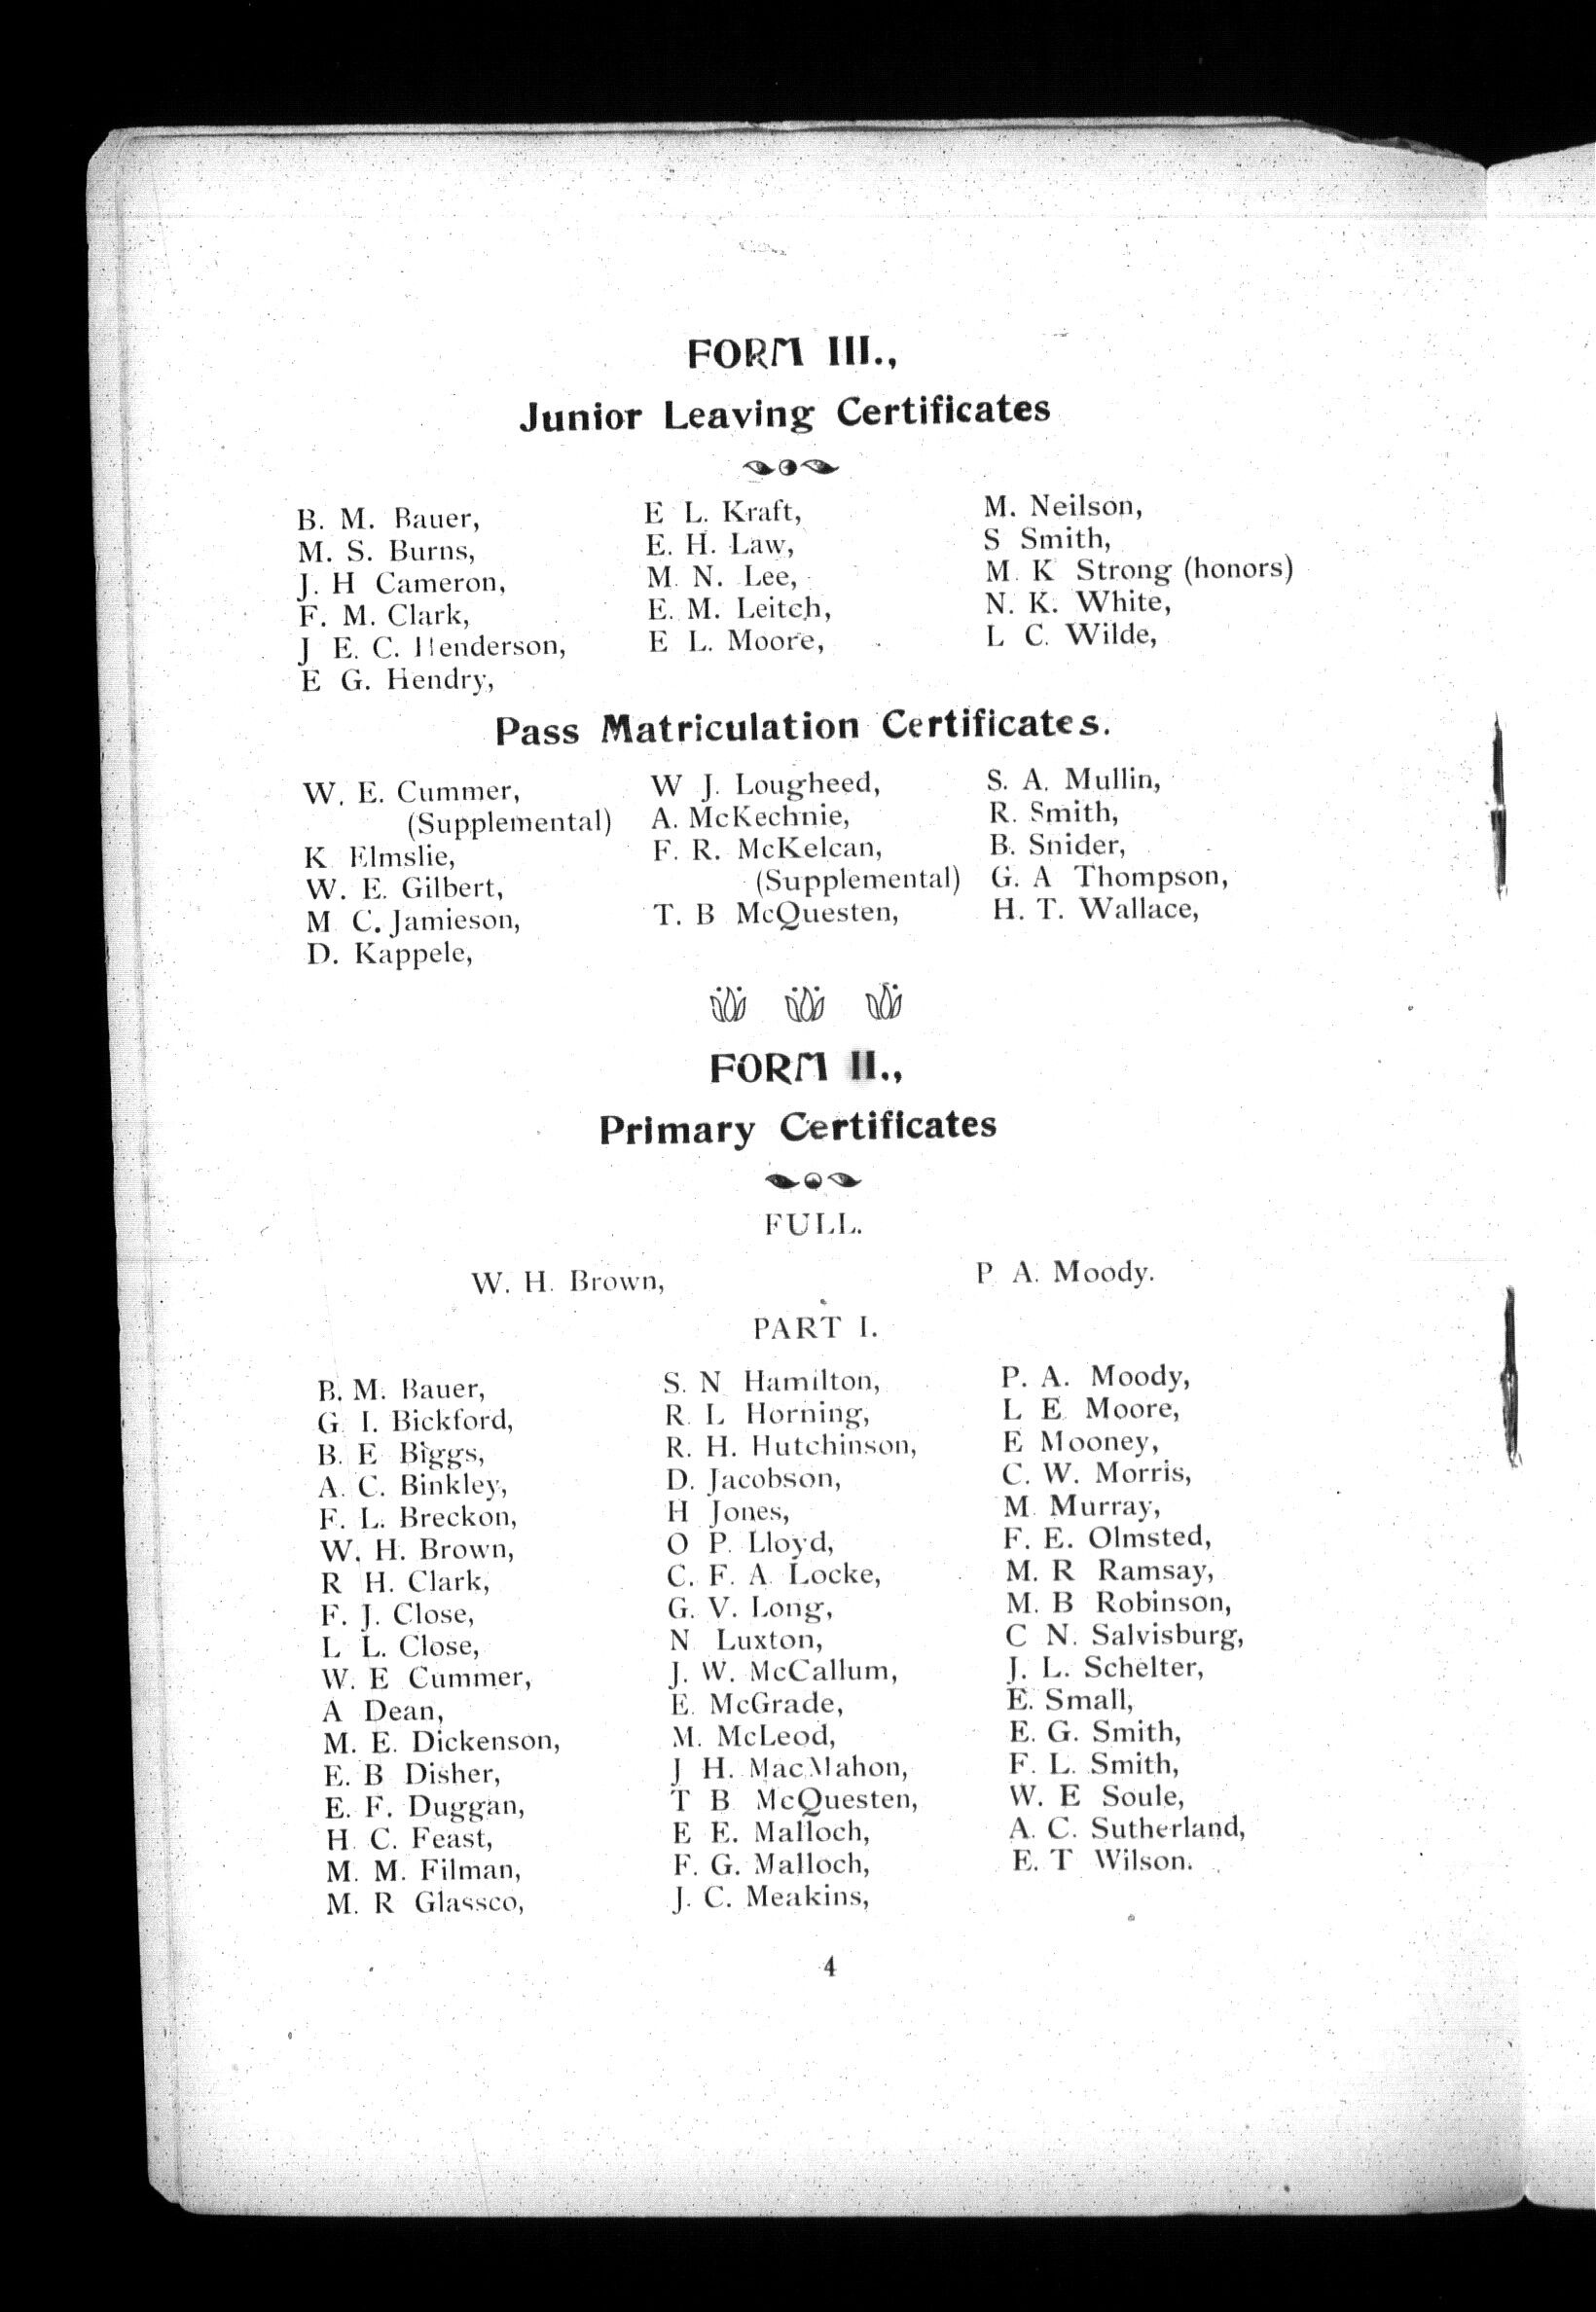 FORM III.,
Junior Leaving Certificates
B. M. Bauer,
M. S. Burns,
J. H Cameron,
F. M. Clark,
J E. C. Henderson,
E G. Hendry,
E L. Kraft,
E. H. Law,
M. N. Lee,
E. M. Leitch,
E L. Moore,
M. Neilson,
S Smith,
M. K Strong (honors)
N. K. White,
L C. Wilde,
Pass Matriculation Certificates.
W. E. Cummer,
(Supplemental)
K Elmslie,
W. E. Gilbert,
M C. Jamieson,
D. Kappele,
W J. Lougheed,
A. McKechnie,
F. R. McKelcan,
(Supplemental)
T. B McQuesten,
S. A. Mullin,
R. Smith,
B. Snider,
G. A Thompson,
H. T. Wallace,
FORM II.,
Primary Certificates
FULL.
W. H. Brown,
P A. Moody.
PART I.
B. M. Bauer,
G. I. Bickford,
B. E Biggs,
A. C. Binkley,
F. L. Breckon,
W. H. Brown,
R H. Clark,
F. J. Close,
L L. Close,
W. E Cummer,
A Dean,
M. E. Dickenson,
E. B Disher,
E. F. Duggan,
H. C. Feast,
M. M. Filman,
M. R Glassco,
S. N Hamilton,
R. L Horning,
R. H. Hutchinson,
D. Jacobson,
H Jones,
O P. Lloyd,
C. F. A. Locke,
G. V. Long,
N Luxton,
J. W. McCallum,
E. McGrade,
M. McLeod,
J H. MacMahon,
T B McQuesten,
E E. Malloch,
F. G. Malloch,
J. C. Meakins,
P. A. Moody,
L E. Moore,
E Mooney,
C. W. Morris,
M. Murray,
F. E. Olmsted,
M. R Ramsay,
M. B Robinson,
C N. Salvisburg,
J. L. Schelter,
E. Small,
E. G. Smith,
F. L. Smith,
W. E Soule,
A. C. Sutherland,
E. T Wilson.
4